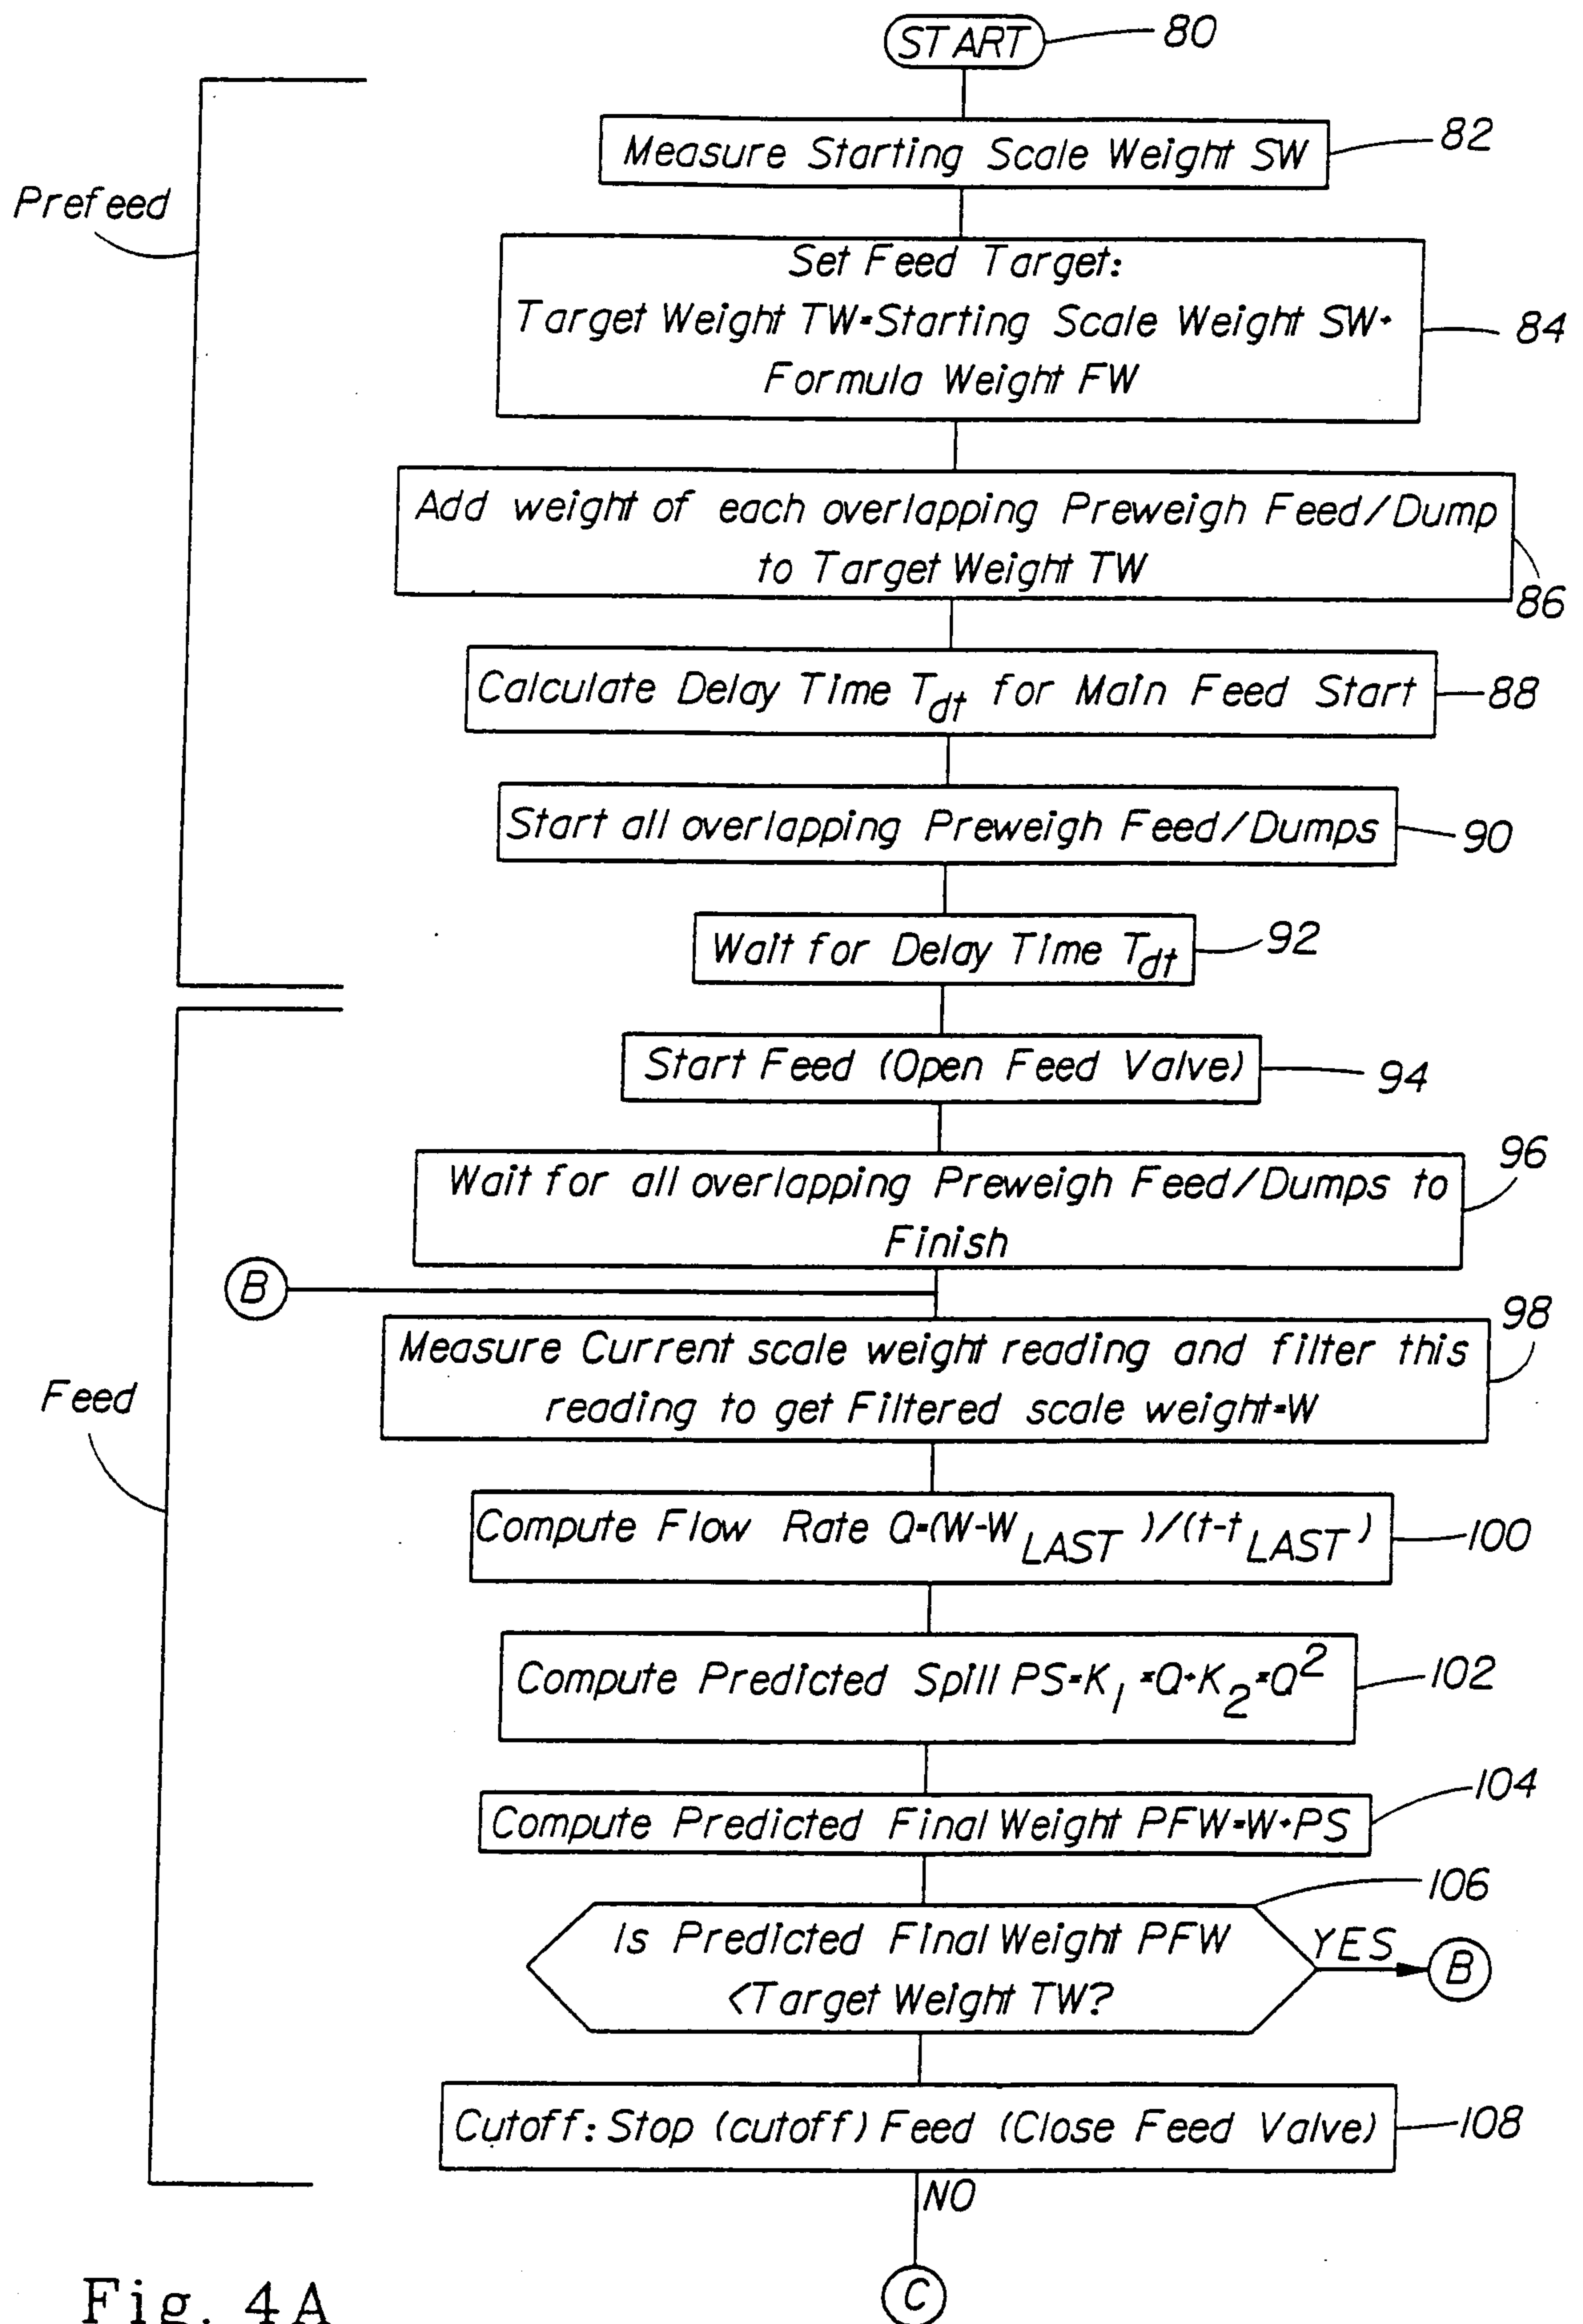 START 80
Measure Starting Scale Weight SW 82
Prefeed
Set Feed Target:
Target Weight TW=Starting Scale Weight SW+ 84
Formula Weight FW
Add weight of each overlapping Preweigh Feed/Dump
to Target Weight TW
86
Calculate Delay Time Tdt for Main Feed Start 88
Start all overlapping Preweigh Feed/Dumps 90
Wait for Delay Time Tdt 92
Start Feed (Open Feed Valve) 94
96
Wait for all overlapping Preweigh Feed/Dumps to
Finish
B
98
Measure Current scale weight reading and filter this
reading to get Filtered scale weight=W
Feed
Compute Flow Rate Q=(W-W LAST )/(t-t LAST ) 100
Compute Predicted Spill PS=K1*Q+K2*Q² 102
104
Compute Predicted Final Weight PFW=W+PS
106
Is Predicted Final Weight PFW
<Target Weight TW?
YES B
Cutoff: Stop (cutoff) Feed (Close Feed Valve) 108
NO
C
Fig. 4A